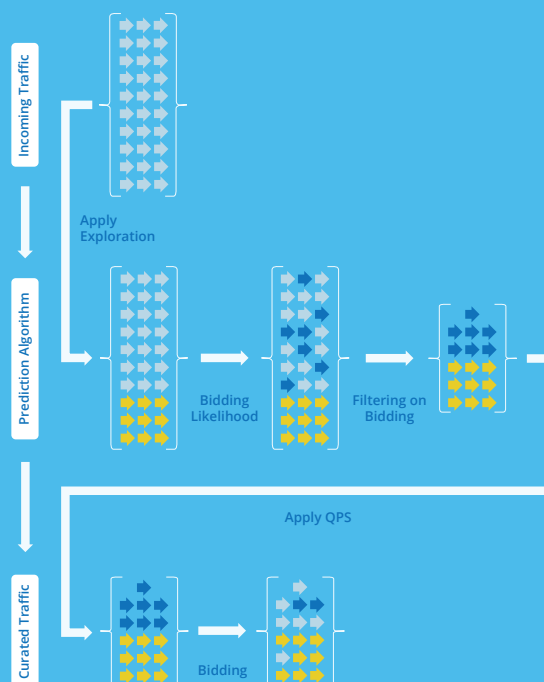 Incoming Traffic
Apply
Exploration
Prediction Algorithm
Bidding
Likelihood
Filtering on
Bidding
Apply QPS
Curated Traffic
Bidding